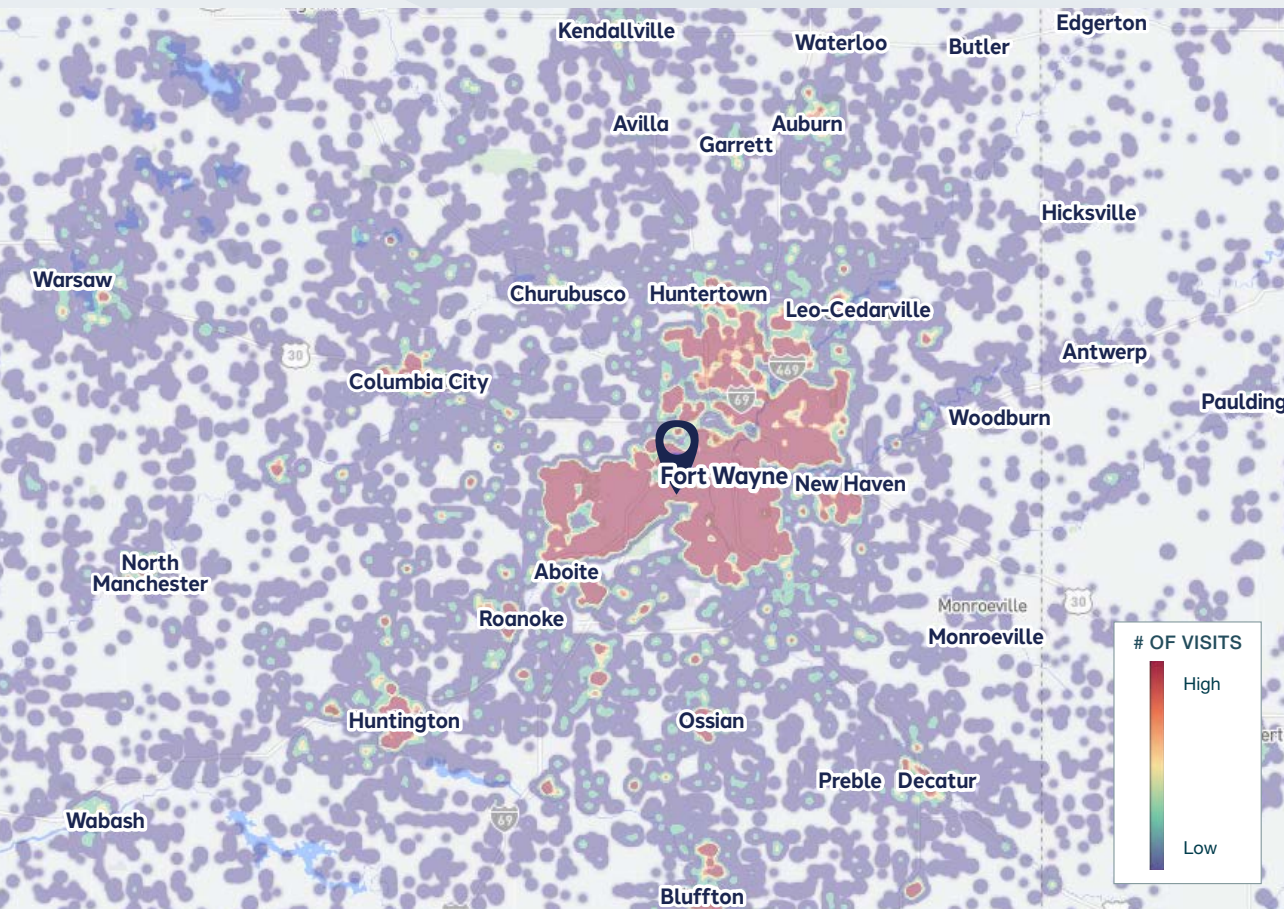 Kendallville
Edgerton
Waterloo
Butler
Avilla
Auburn
Garrett
Hicksville
Warsaw
Churubusco
Huntertown
Leo-Cedarville
30
Antwerp
469
Columbia City
69
Paulding
Woodburn
Fort Wayne
New Haven
North
Manchester
Aboite
Monroeville
30
Roanoke
Monroeville
# OF VISITS
High
Low
Huntington
Ossian
Preble
Decatur
Wabash
69
Bluffton